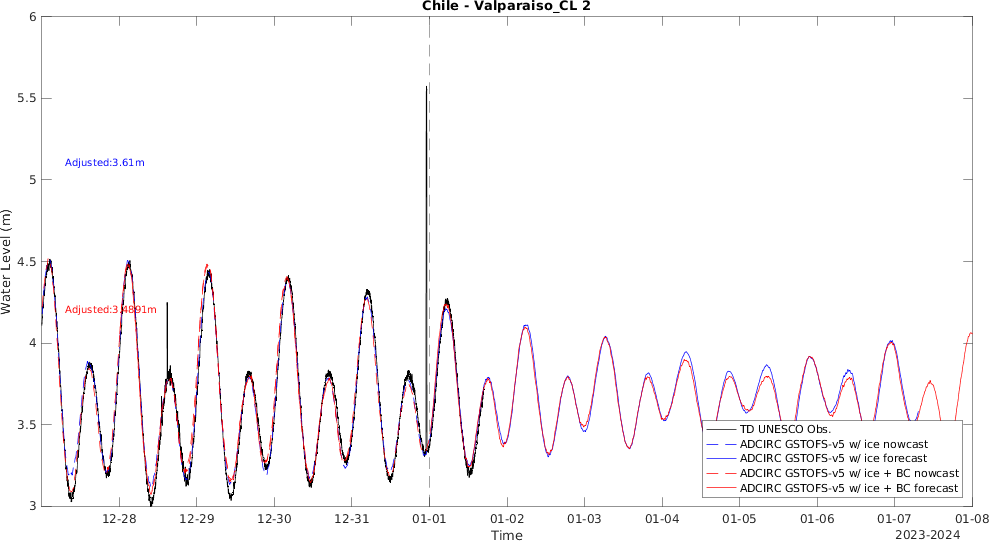 Chile - Valparaiso_CL 2
6
5.5
5
4.5
4
3.5
3
Water Level (m)
Adjusted:3.61m
Adjusted:3.4891m
TD UNESCO Obs.
ADCIRC GSTOFS-v5 w/ ice nowcast
ADCIRC GSTOFS-v5 w/ ice forecast
ADCIRC GSTOFS-v5 w/ ice + BC nowcast
ADCIRC GSTOFS-v5 w/ ice + BC forecast
12-28 12-29 12-30 12-31 01-01 01-02 01-03 01-04 01-05 01-06 01-07 01-08
Time
2023-2024